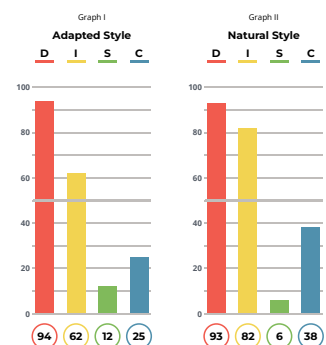 Graph I
Adapted Style
D I S C
100
80
60
40
20
0
94 62 12 25
Graph II
Natural Style
D I S C
100
80
60
40
20
0
93 82 6 38